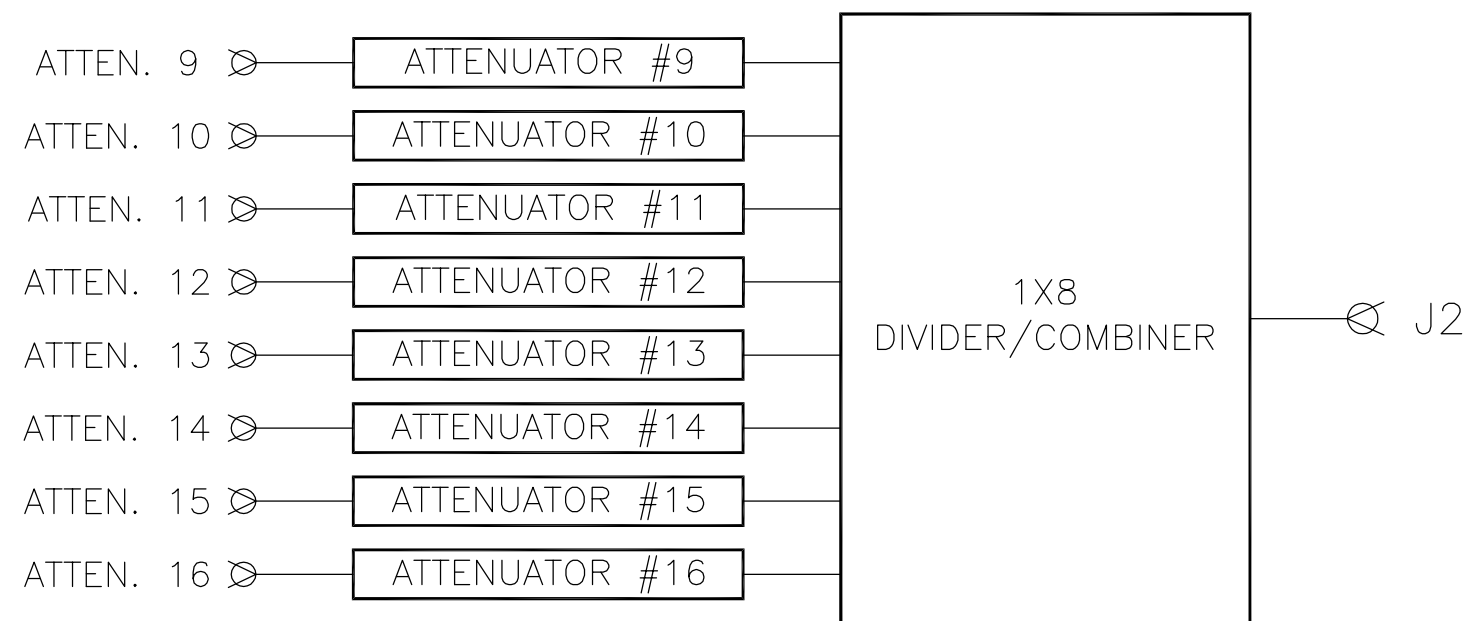 ATTEN. 9 ATTENUATOR #9
ATTEN. 10 ATTENUATOR #10
ATTEN. 11 ATTENUATOR #11
ATTEN. 12 ATTENUATOR #12
ATTEN. 13 ATTENUATOR #13
ATTEN. 14 ATTENUATOR #14
ATTEN. 15 ATTENUATOR #15
ATTEN. 16 ATTENUATOR #16
1X8
DIVIDER/COMBINER
J2